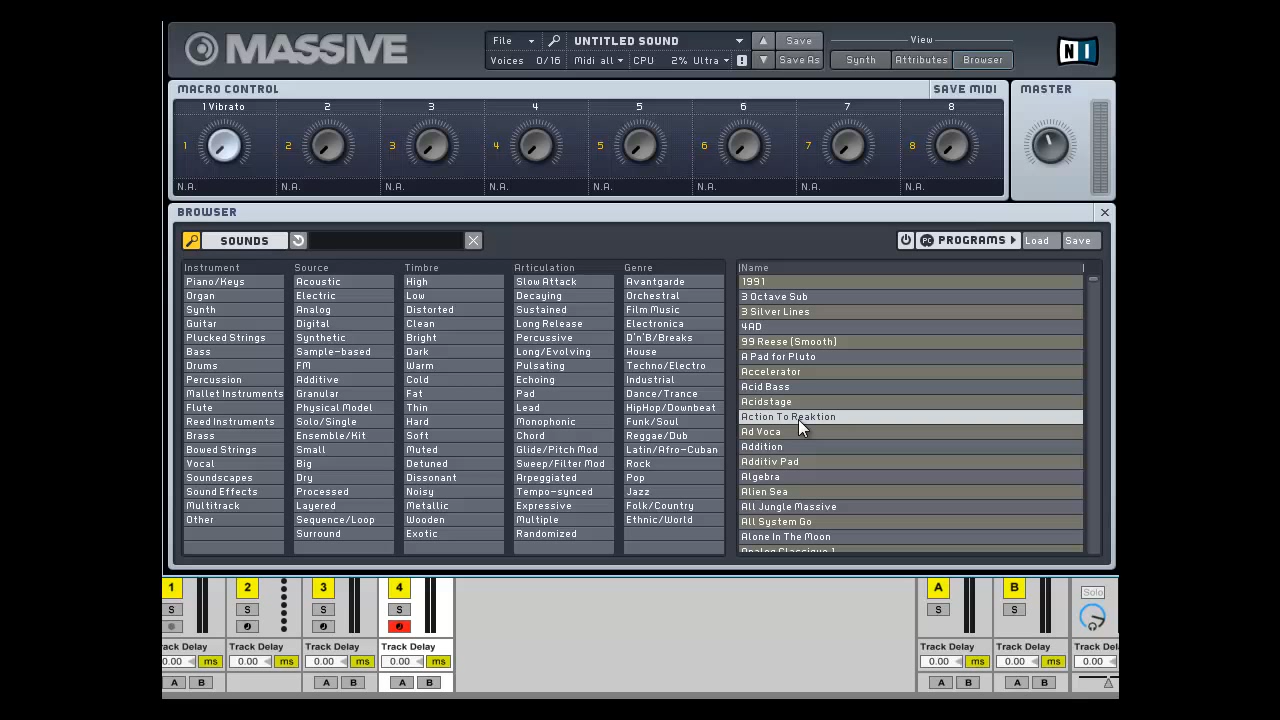 MASSIVE
File UNTITLED SOUND Save
Voices 0/16 Midi all CPU 2% Ultra ! Save As
View
Synth Attributes Browser
NI
MACRO CONTROL SAVE MIDI MASTER
1 Vibrato 2 3 4 5 6 7 8
1 2 3 4 5 6 7 8
N.A. N.A. N.A. N.A. N.A. N.A. N.A. N.A.
BROWSER
SOUNDS
PC PROGRAMS Load Save
Instrument Source Timbre Articulation Genre Name
Piano/Keys Acoustic High Slow Attack Avantgarde 1991
Organ Electric Low Decaying Orchestral 3 Octave Sub
Synth Analog Distorted Sustained Film Music 3 Silver Lines
Guitar Digital Clean Long Release Electronica 4AD
Plucked Strings Synthetic Bright Percussive D'n'B/Breaks 99 Reese (Smooth)
Bass Sample-based Dark Long/Evolving House A Pad for Pluto
Drums FM Warm Pulsating Techno/Electro Accelerator
Percussion Additive Cold Echoing Industrial Acid Bass
Mallet Instruments Granular Fat Pad Dance/Trance Acidstage
Flute Physical Model Thin Lead HipHop/Downbeat Action To Reaktion
Reed Instruments Solo/Single Hard Monophonic Funk/Soul Ad Voca
Brass Ensemble/Kit Soft Chord Reggae/Dub Addition
Bowed Strings Small Muted Glide/Pitch Mod Latin/Afro-Cuban Additiv Pad
Vocal Big Detuned Sweep/Filter Mod Rock Algebra
Soundscapes Dry Dissonant Arpeggiated Pop Alien Sea
Sound Effects Processed Noisy Tempo-synced Jazz All Jungle Massive
Multitrack Layered Metallic Expressive Folk/Country All System Go
Other Sequence/Loop Wooden Multiple Ethnic/World Alone In The Moon
Surround Exotic Randomized Analog Classique 1
1 2 3 4 A B
S S S S S S Solo
ack Delay Track Delay Track Delay Track Delay Track Delay Track Delay Track Del
0.00 ms 0.00 ms 0.00 ms 0.00 ms 0.00 ms 0.00 ms 0.00
A B A B A B A B A B